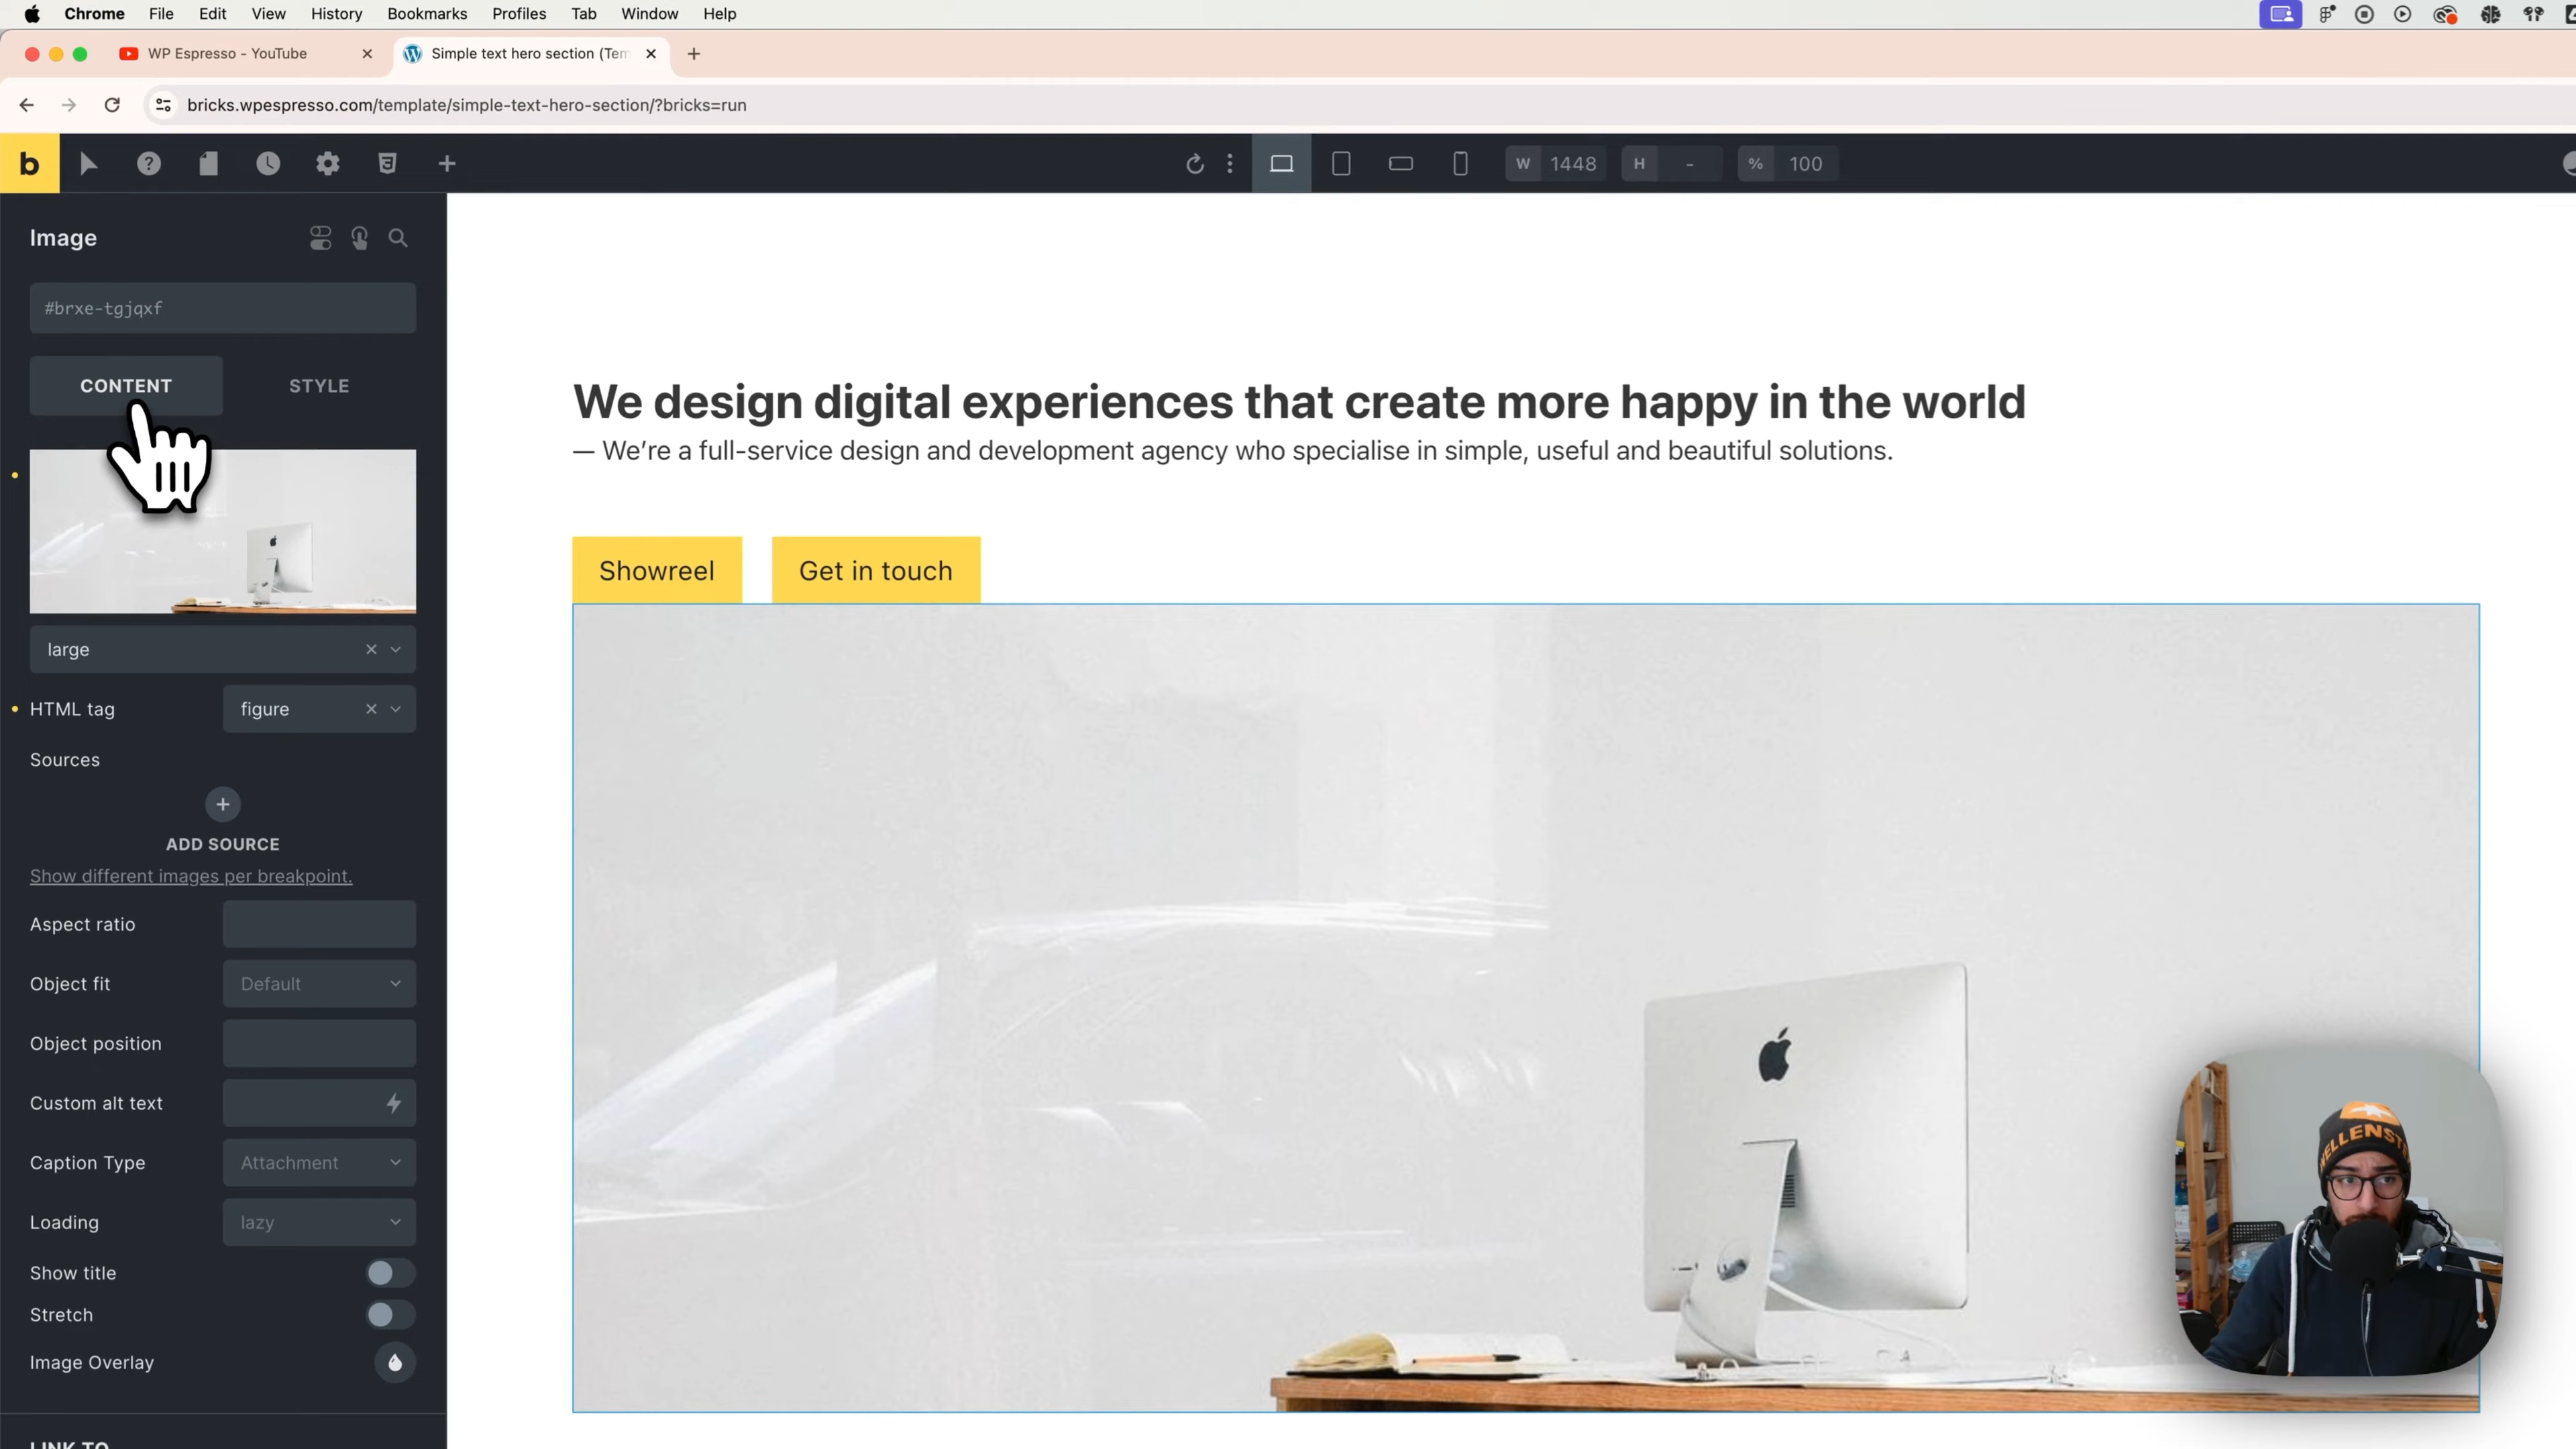 Chrome File Edit View History Bookmarks Profiles Tab Window Help
WP Espresso - YouTube
Simple text hero section (Tem
bricks.wpespresso.com/template/simple-text-hero-section/?bricks=run
b
W 1448 H - % 100
Image
#brxe-tgjqxf
CONTENT STYLE
large
HTML tag figure
Sources
ADD SOURCE
Show different images per breakpoint.
Aspect ratio
Object fit Default
Object position
Custom alt text
Caption Type Attachment
Loading lazy
Show title
Stretch
Image Overlay
LINK TO
We design digital experiences that create more happy in the world
— We’re a full-service design and development agency who specialise in simple, useful and beautiful solutions.
Showreel Get in touch